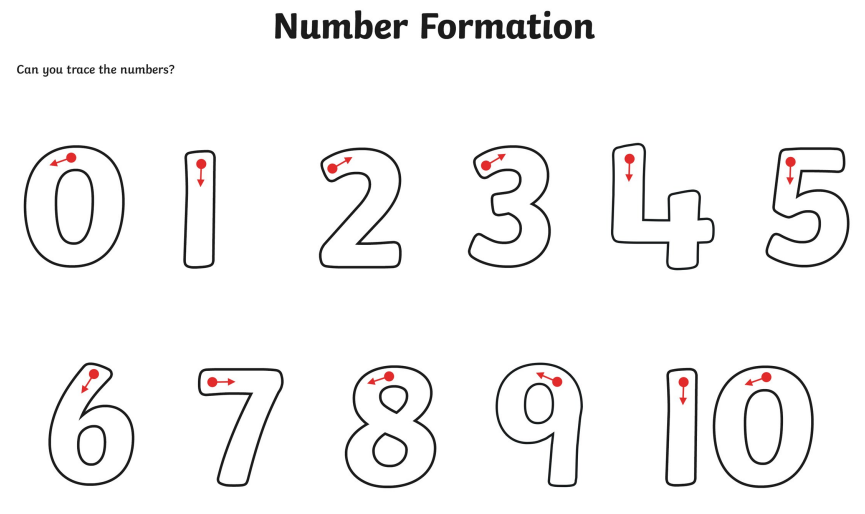 Number Formation
Can you trace the numbers?
0 1 2 3 4 5
6 7 8 9 10